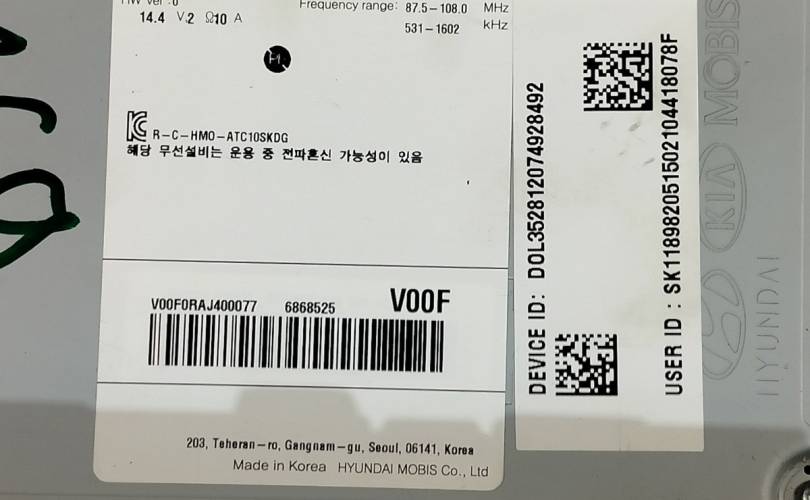 Frequency range: 87.5-108.0 MHz
531-1602 kHz
14.4 V⎓2 Ω10 A
R-C-HMO-ATC10SKDG
해당 무선설비는 운용 중 전파혼신 가능성이 있음
V00F0RAJ400077 6868525 V00F
203, Teheran-ro, Gangnam-gu, Seoul, 06141, Korea
Made in Korea HYUNDAI MOBIS Co., Ltd
DEVICE ID: DOL352812074928492
USER ID : SK11898205150210441​8078F
HYUNDAI KIA MOBIS